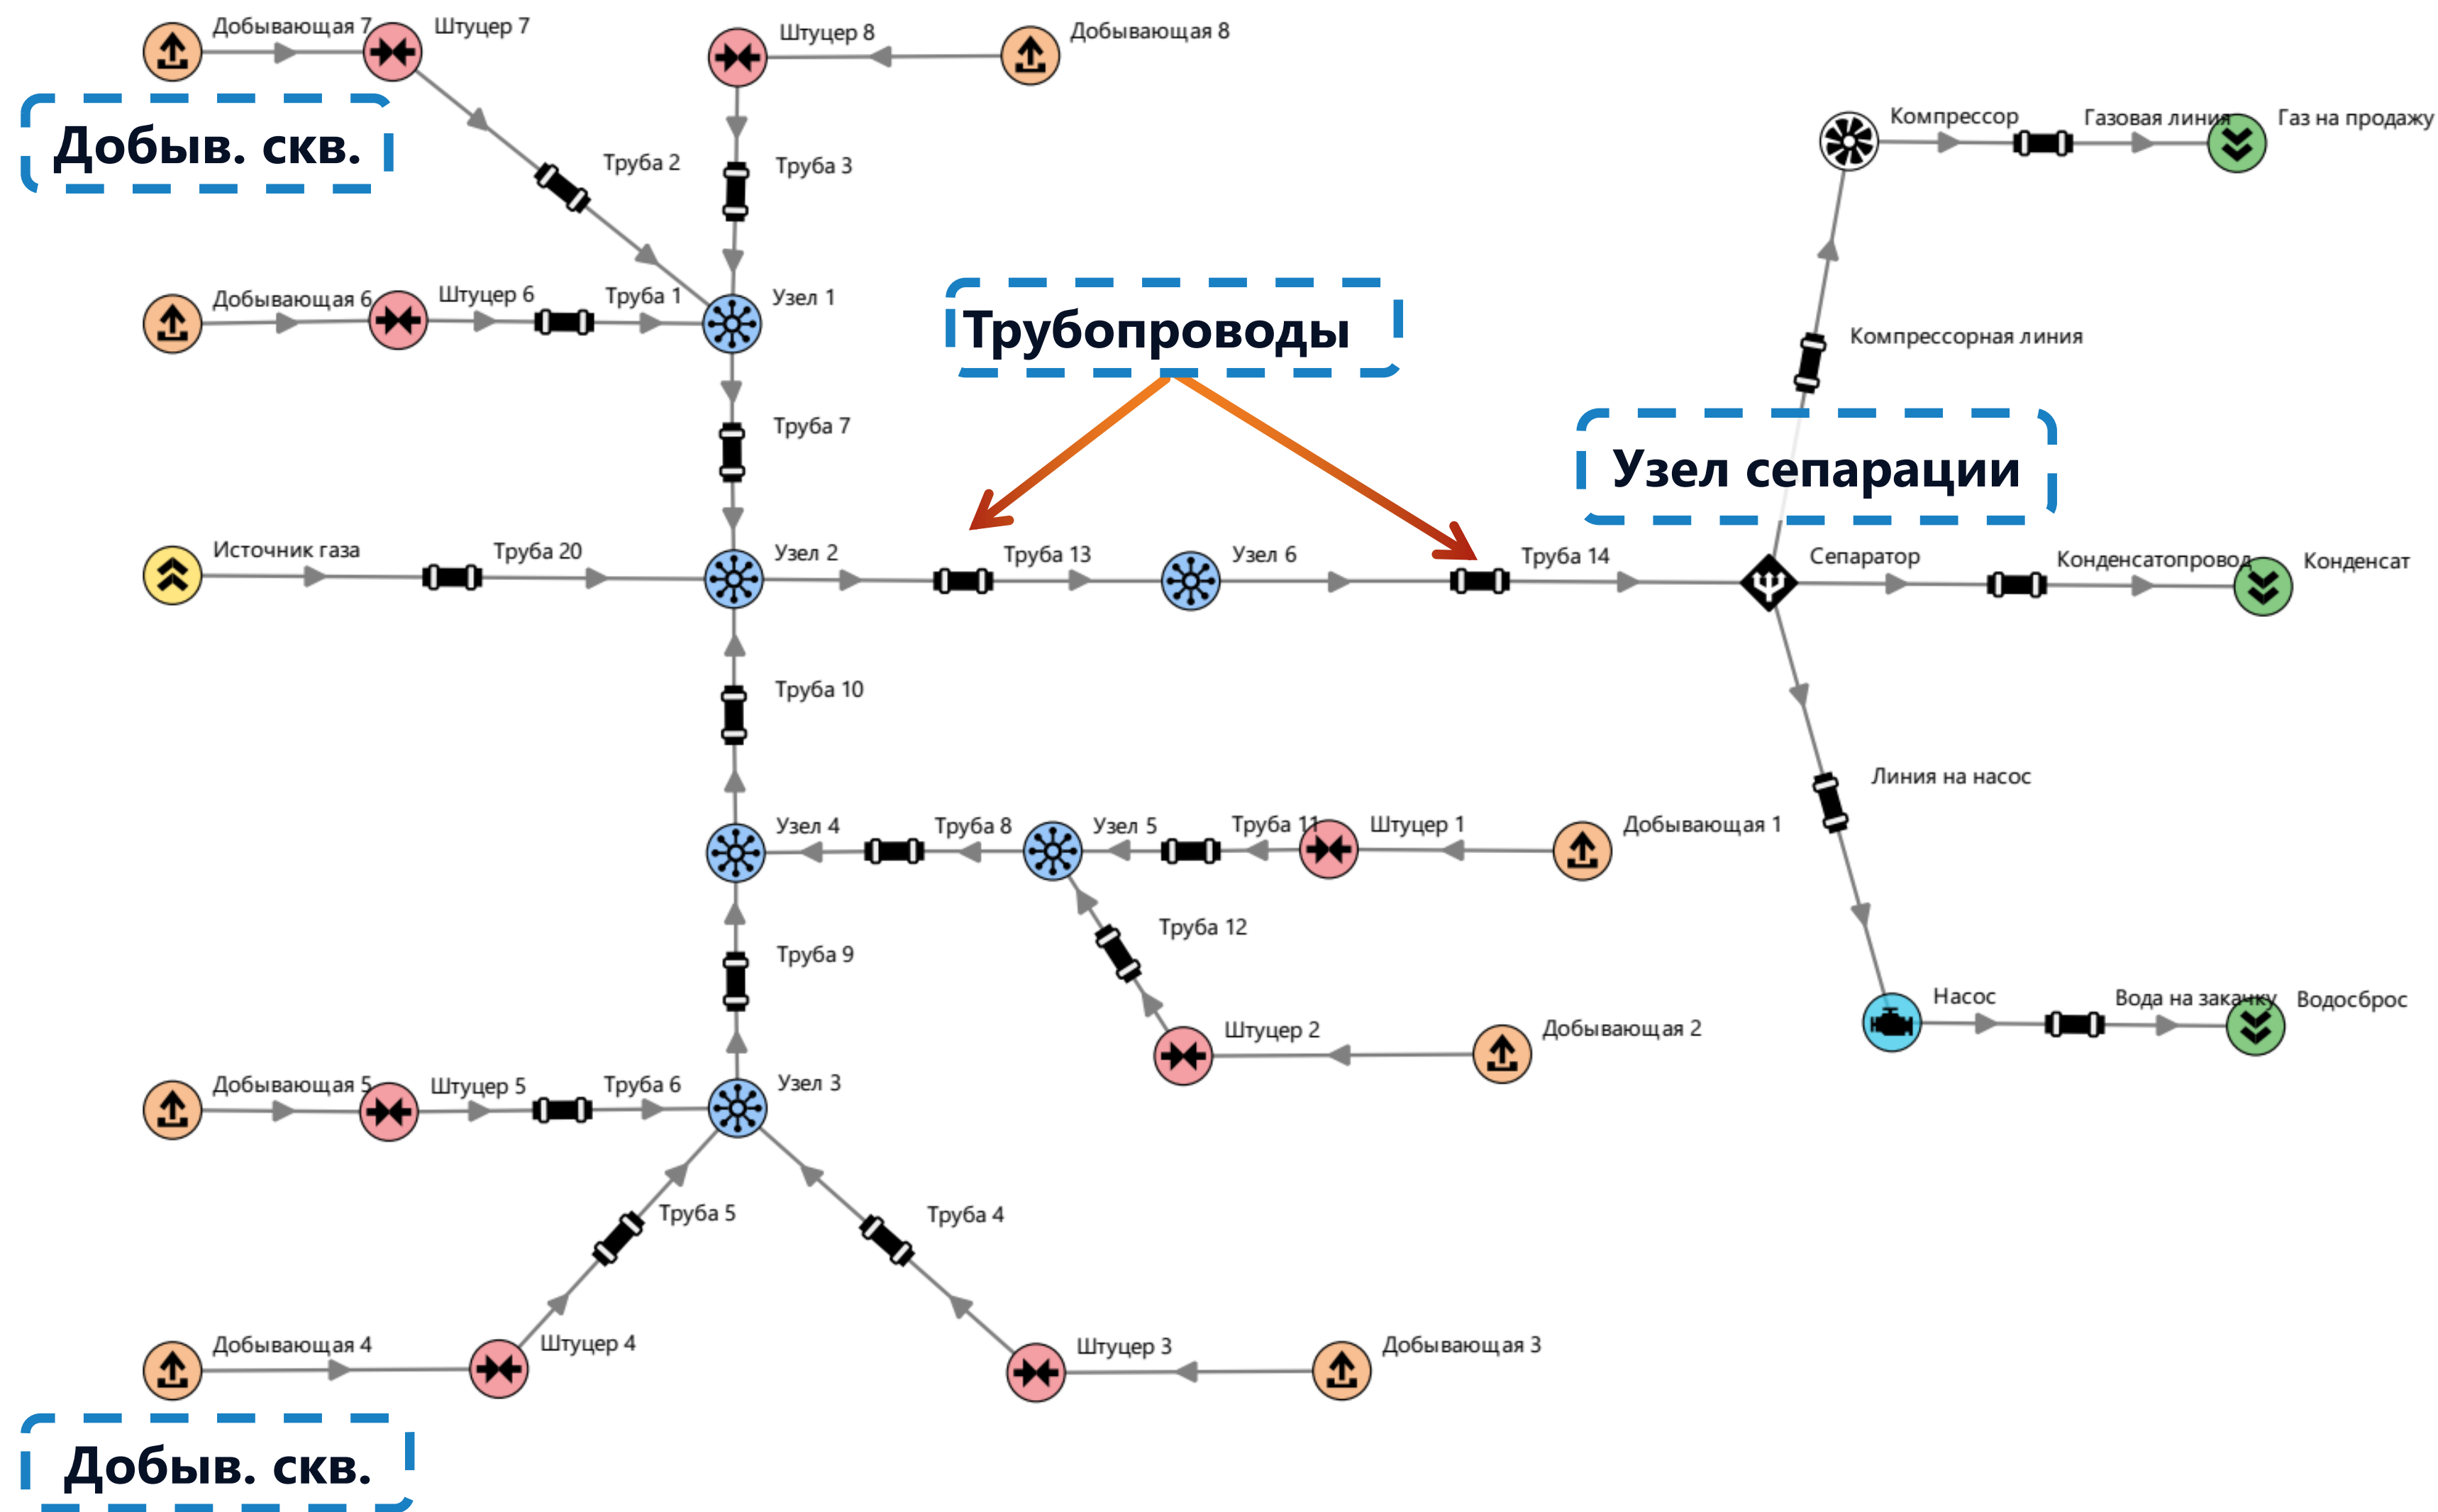 Добывающая 7
Штуцер 7
Штуцер 8
Добывающая 8
Добыв. скв.
Компрессор
Газовая линия
Газ на продажу
Труба 2
Труба 3
Добывающая 6
Штуцер 6
Труба 1
Узел 1
Трубопроводы
Компрессорная линия
Труба 7
Узел сепарации
Источник газа
Труба 20
Узел 2
Труба 13
Узел 6
Труба 14
Сепаратор
Конденсатопровод
Конденсат
Труба 10
Линия на насос
Узел 4
Труба 8
Узел 5
Труба 11
Штуцер 1
Добывающая 1
Труба 12
Труба 9
Штуцер 2
Добывающая 2
Насос
Вода на закачку
Водосброс
Добывающая 5
Штуцер 5
Труба 6
Узел 3
Труба 5
Труба 4
Добывающая 4
Штуцер 4
Штуцер 3
Добывающая 3
Добыв. скв.